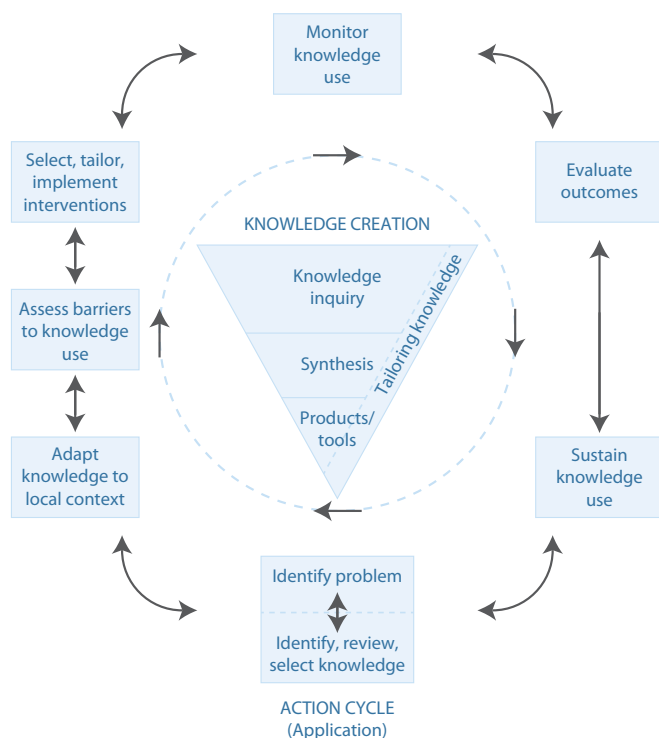 Monitor
knowledge
use
Select, tailor,
implement
interventions
Evaluate
outcomes
KNOWLEDGE CREATION
Knowledge
inquiry
Tailoring knowledge
Assess barriers
to knowledge
use
Synthesis
Products/
tools
Adapt
knowledge to
local context
Sustain
knowledge
use
Identify problem
Identify, review,
select knowledge
ACTION CYCLE
(Application)